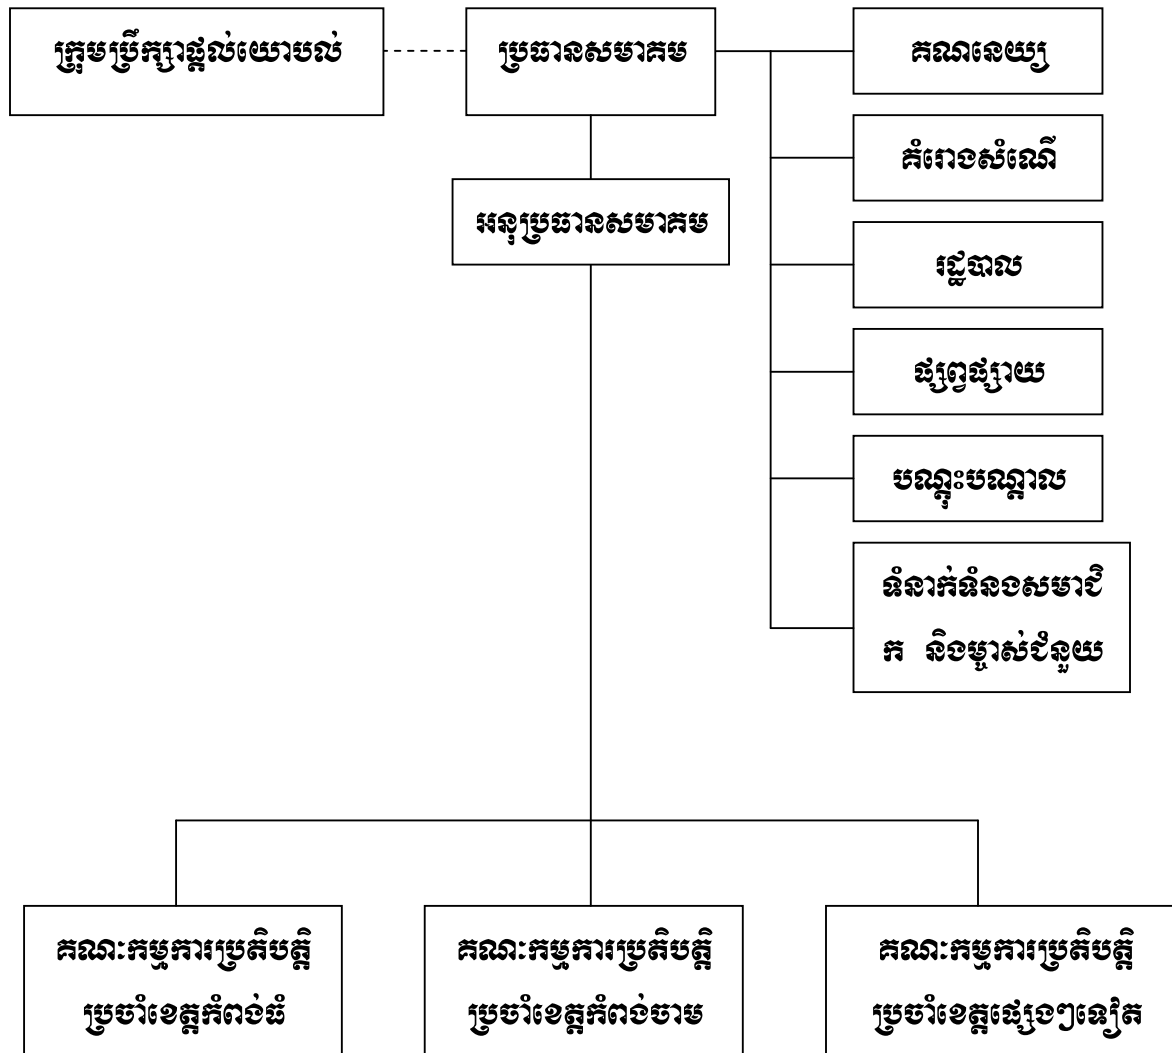 ក្រុមប្រឹក្សាផ្តល់យោបល់
ប្រធានសមាគម
គណនេយ្យ
គំរោងសំណើ
អនុប្រធានសមាគម
រដ្ឋបាល
ផ្សព្វផ្សាយ
បណ្តុះបណ្តាល
ទំនាក់ទំនងសមាជិ
ក និងម្ចាស់ជំនួយ
គណៈកម្មការប្រតិបត្តិ
ប្រចាំខេត្តកំពង់ធំ
គណៈកម្មការប្រតិបត្តិ
ប្រចាំខេត្តកំពង់ចាម
គណៈកម្មការប្រតិបត្តិ
ប្រចាំខេត្តផ្សេងៗទៀត